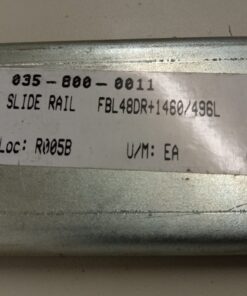 035-800-0011
SLIDE RAIL FBL48DR+1460/496L
Loc: R005B U/M: EA